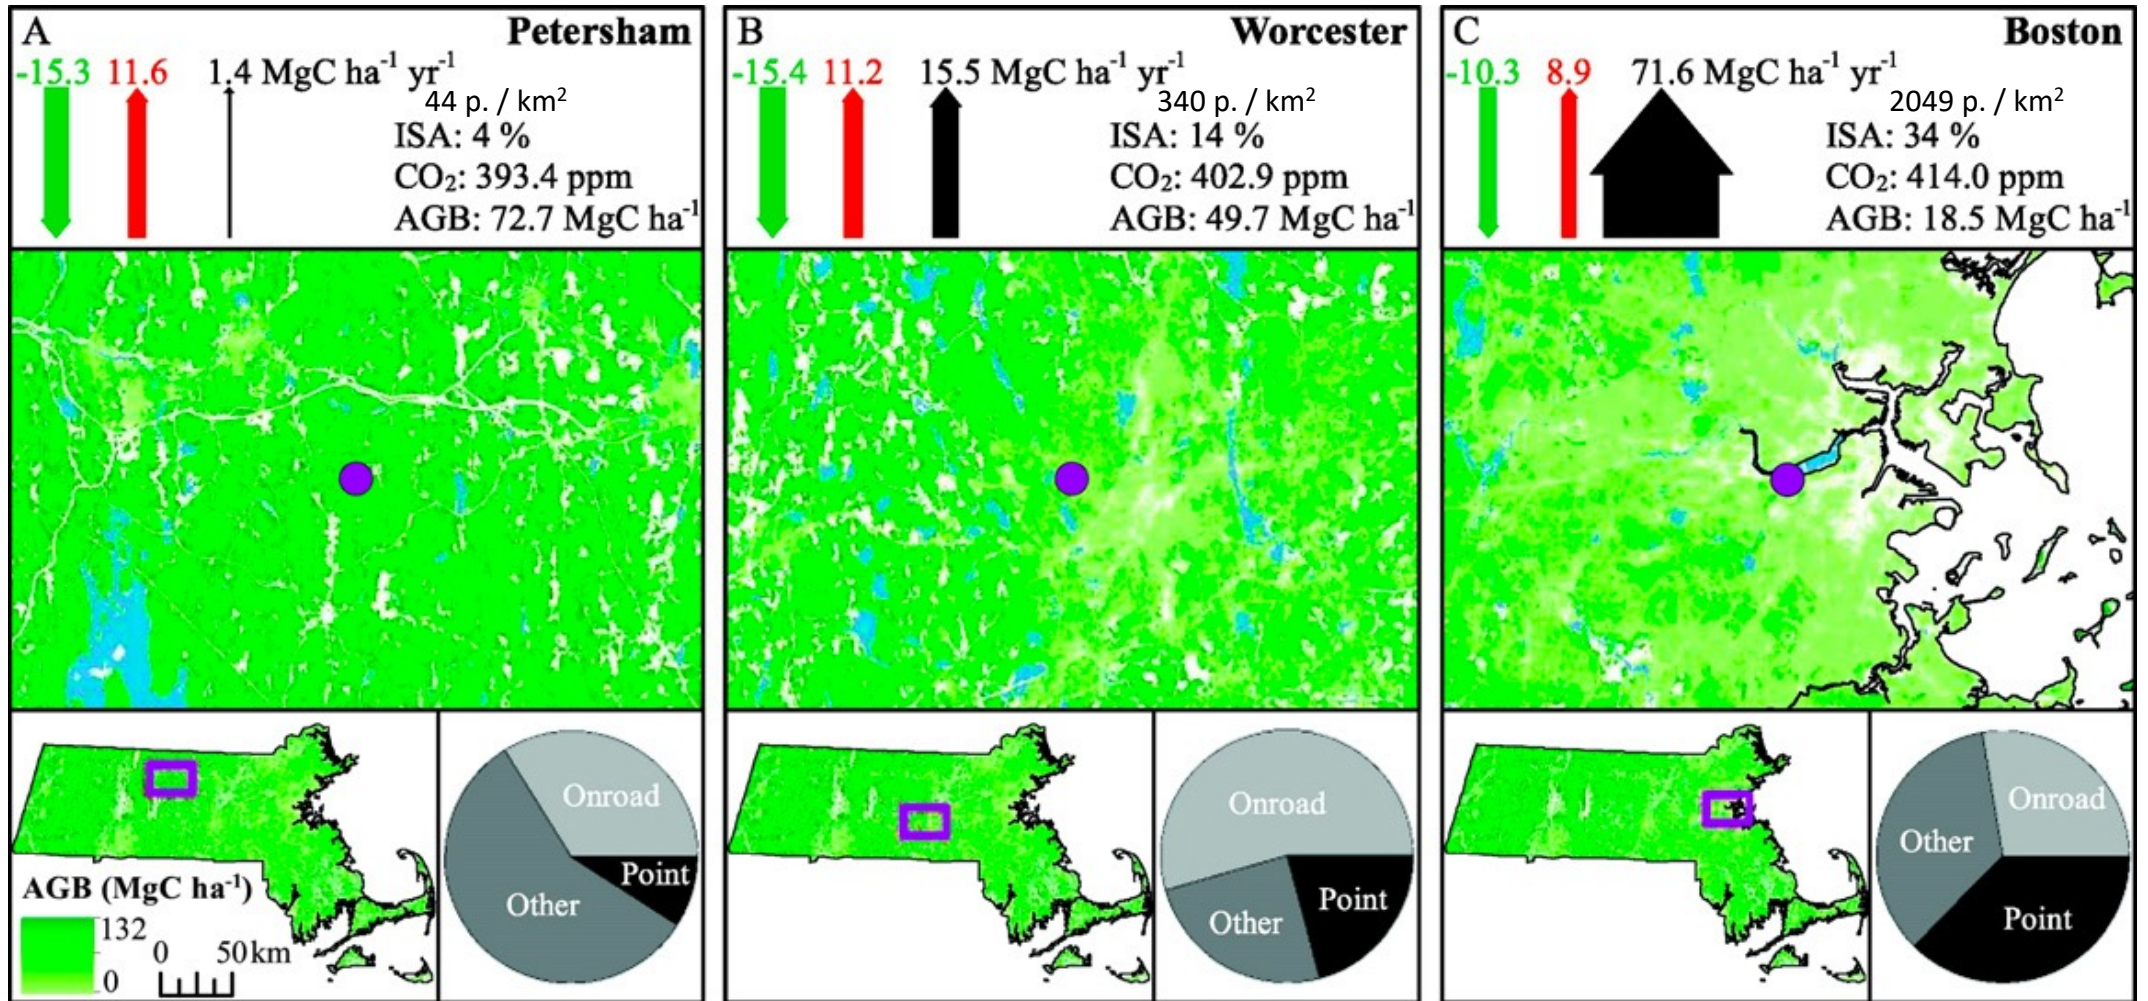 A Petersham
-15.3 11.6 1.4 MgC ha⁻¹ yr⁻¹
44 p. / km²
ISA: 4 %
CO₂: 393.4 ppm
AGB: 72.7 MgC ha⁻¹
B Worcester
-15.4 11.2 15.5 MgC ha⁻¹ yr⁻¹
340 p. / km²
ISA: 14 %
CO₂: 402.9 ppm
AGB: 49.7 MgC ha⁻¹
C Boston
-10.3 8.9 71.6 MgC ha⁻¹ yr⁻¹
2049 p. / km²
ISA: 34 %
CO₂: 414.0 ppm
AGB: 18.5 MgC ha⁻¹
AGB (MgC ha⁻¹)
132
0
0 50 km
Onroad
Point
Other
Onroad
Point
Other
Onroad
Other
Point